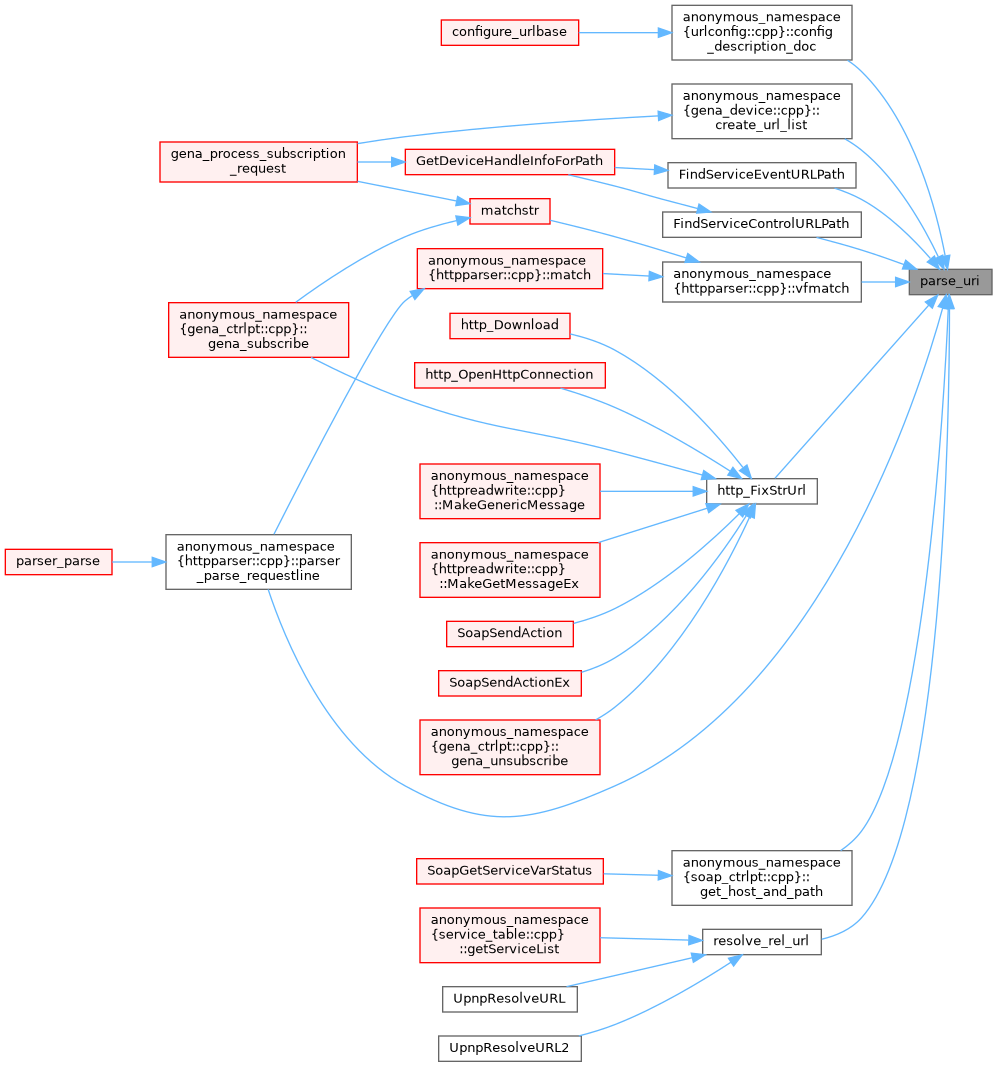 anonymous_namespace
{urlconfig::cpp}::config
_description_doc
configure_urlbase
anonymous_namespace
{gena_device::cpp}::
create_url_list
gena_process_subscription
_request
GetDeviceHandleInfoForPath
FindServiceEventURLPath
matchstr
FindServiceControlURLPath
anonymous_namespace
{httpparser::cpp}::match
anonymous_namespace
{httpparser::cpp}::vfmatch
parse_uri
anonymous_namespace
{gena_ctrlpt::cpp}::
gena_subscribe
http_Download
http_OpenHttpConnection
anonymous_namespace
{httpreadwrite::cpp}
::MakeGenericMessage
http_FixStrUrl
parser_parse
anonymous_namespace
{httpparser::cpp}::parser
_parse_requestline
anonymous_namespace
{httpreadwrite::cpp}
::MakeGetMessageEx
SoapSendAction
SoapSendActionEx
anonymous_namespace
{gena_ctrlpt::cpp}::
gena_unsubscribe
SoapGetServiceVarStatus
anonymous_namespace
{soap_ctrlpt::cpp}::
get_host_and_path
anonymous_namespace
{service_table::cpp}
::getServiceList
resolve_rel_url
UpnpResolveURL
UpnpResolveURL2